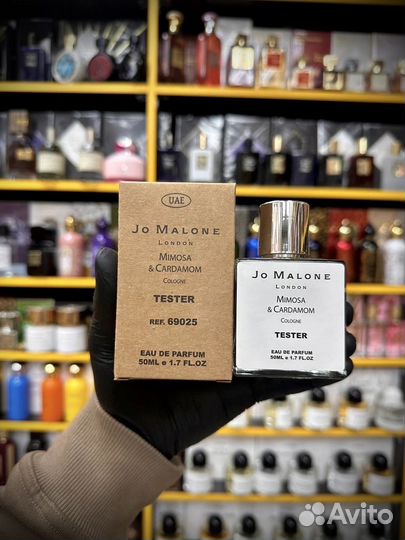 UAE
JO MALONE
LONDON
MIMOSA
& CARDAMOM
COLOGNE
TESTER
REF. 69025
EAU DE PARFUM
50ML e 1.7 FL.OZ
JO MALONE
LONDON
MIMOSA
& CARDAMOM
COLOGNE
TESTER
EAU DE PARFUM
50ML e 1.7 FL.OZ
Avito